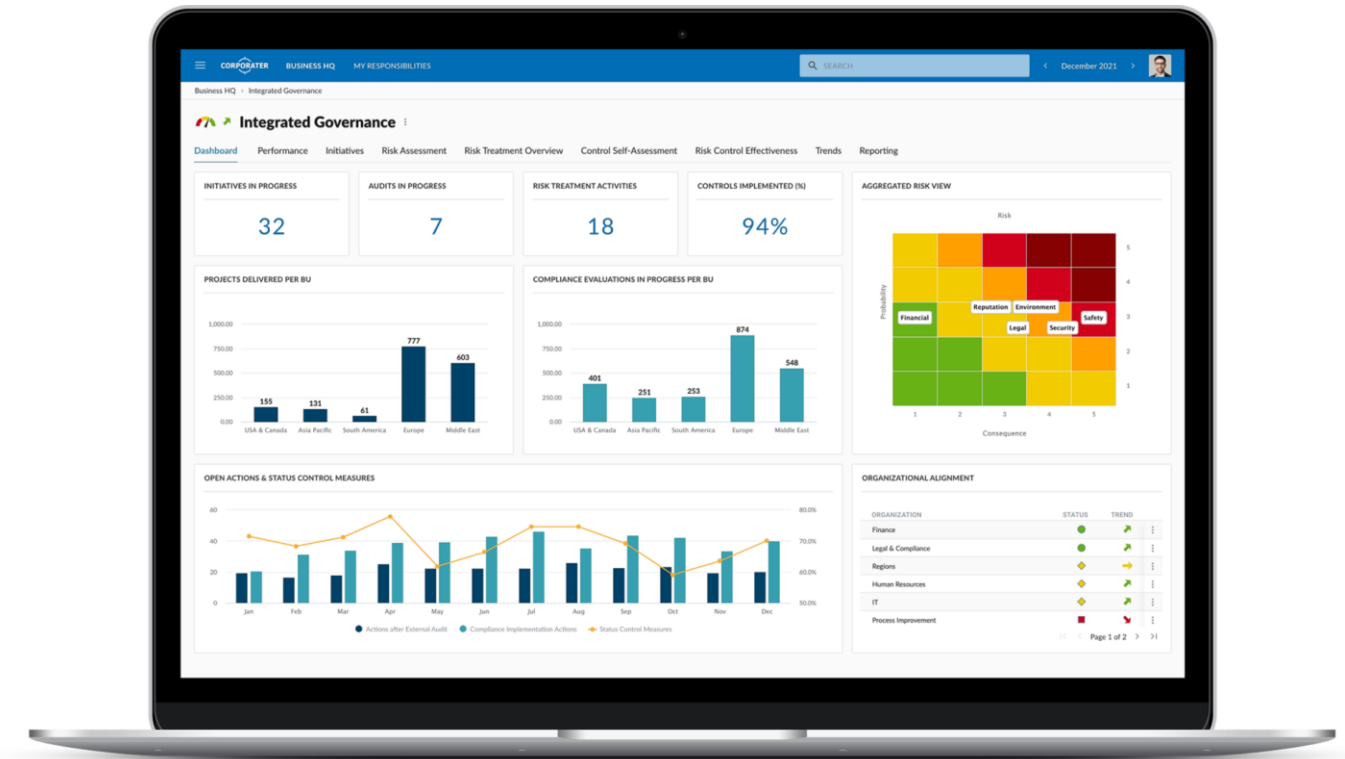 CORPORATER BUSINESS HQ MY RESPONSIBILITIES SEARCH December 2021
Business HQ > Integrated Governance
Integrated Governance
Dashboard Performance Initiatives Risk Assessment Risk Treatment Overview Control Self-Assessment Risk Control Effectiveness Trends Reporting
INITIATIVES IN PROGRESS
32
AUDITS IN PROGRESS
7
RISK TREATMENT ACTIVITIES
18
CONTROLS IMPLEMENTED (%)
94%
AGGREGATED RISK VIEW
Risk
Probability
5
4
3
2
1
Financial
Reputation
Environment
Legal
Security
Safety
1 2 3 4 5
Consequence
PROJECTS DELIVERED PER BU
1,000.00
750.00
500.00
250.00
0.00
155 131 61 777 603
USA & Canada Asia Pacific South America Europe Middle East
COMPLIANCE EVALUATIONS IN PROGRESS PER BU
1,000.00
750.00
500.00
250.00
0.00
401 251 253 874 548
USA & Canada Asia Pacific South America Europe Middle East
OPEN ACTIONS & STATUS CONTROL MEASURES
60
40
20
0
80.0%
70.0%
60.0%
50.0%
Jan Feb Mar Apr May Jun Jul Aug Sep Oct Nov Dec
Actions after External Audit Compliance Implementation Actions Status Control Measures
ORGANIZATIONAL ALIGNMENT
ORGANIZATION STATUS TREND
Finance
Legal & Compliance
Regions
Human Resources
IT
Process Improvement
Page 1 of 2